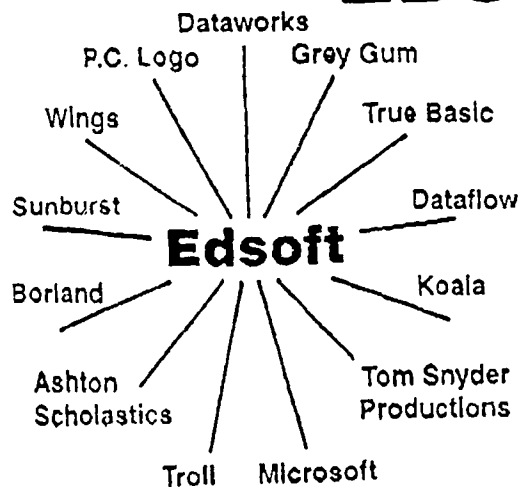 Dataworks
P.C. Logo
Grey Gum
Wings
True Basic
Sunburst
Dataflow
Edsoft
Borland
Koala
Ashton
Scholastics
Tom Snyder
Productions
Troll
Microsoft